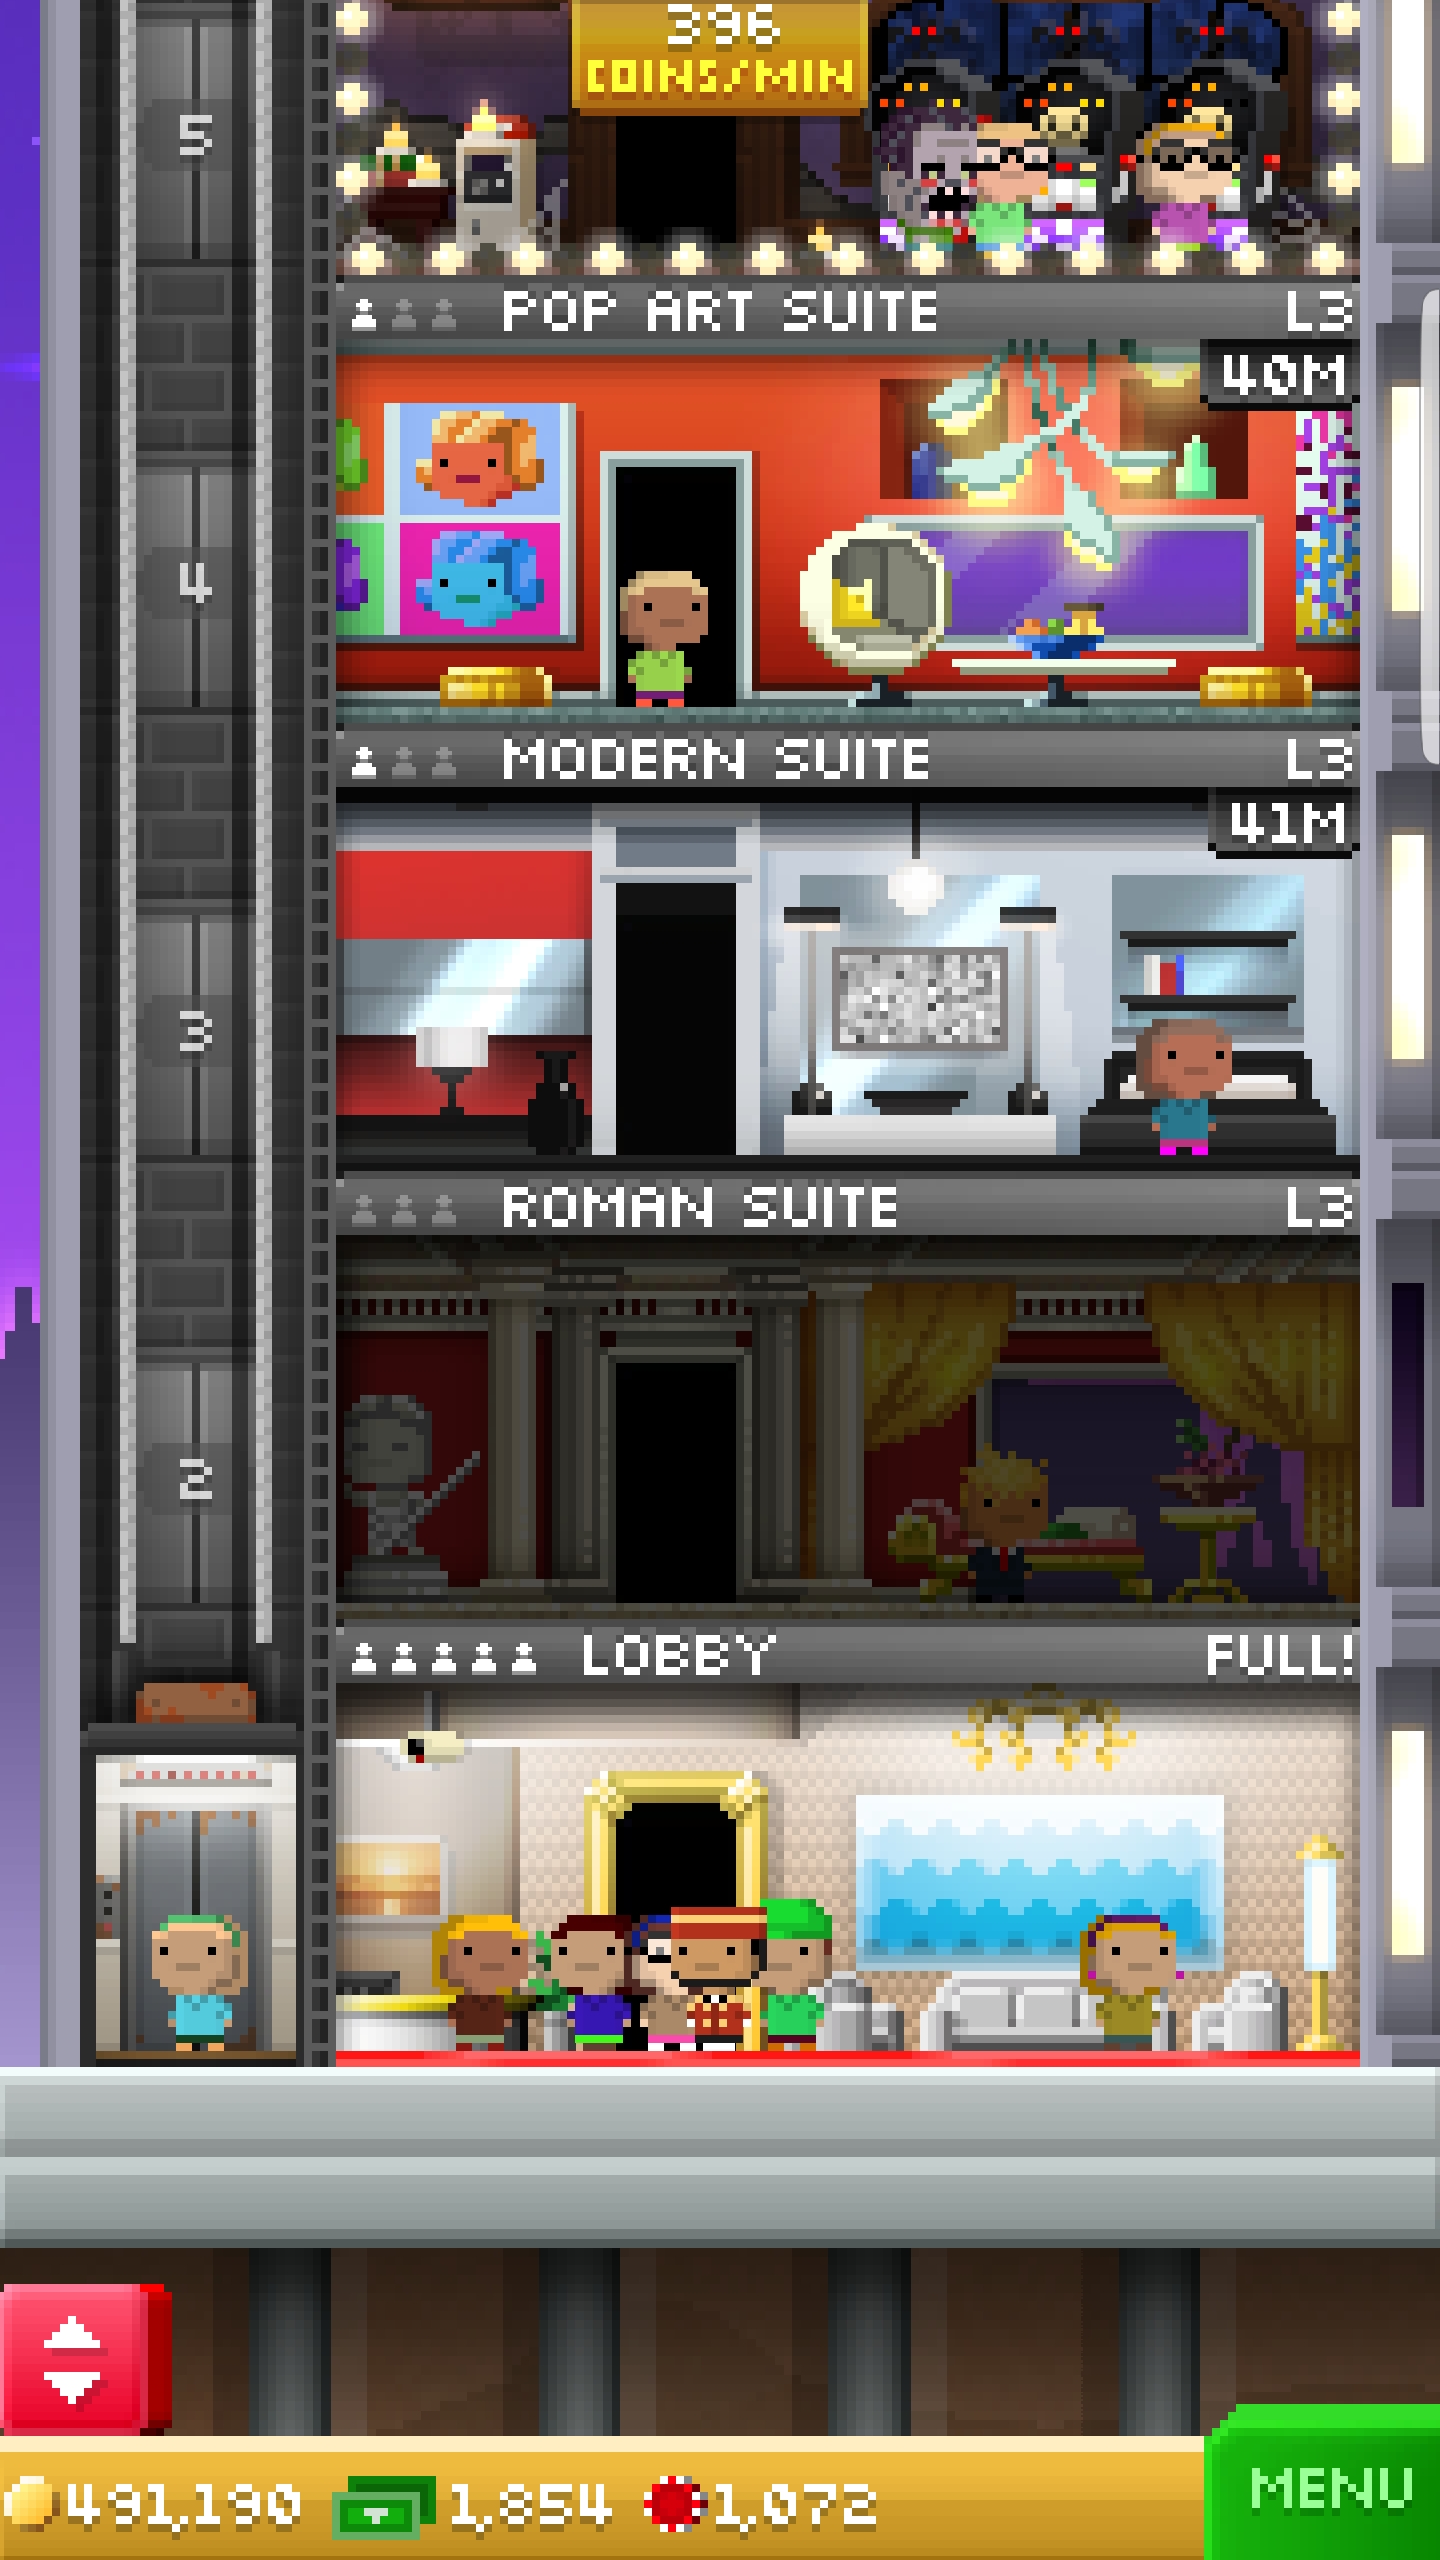 396
COINS/MIN
5
POP ART SUITE L3
40M
4
MODERN SUITE L3
41M
3
ROMAN SUITE L3
2
LOBBY FULL!
491,190 1,854 1,072
MENU